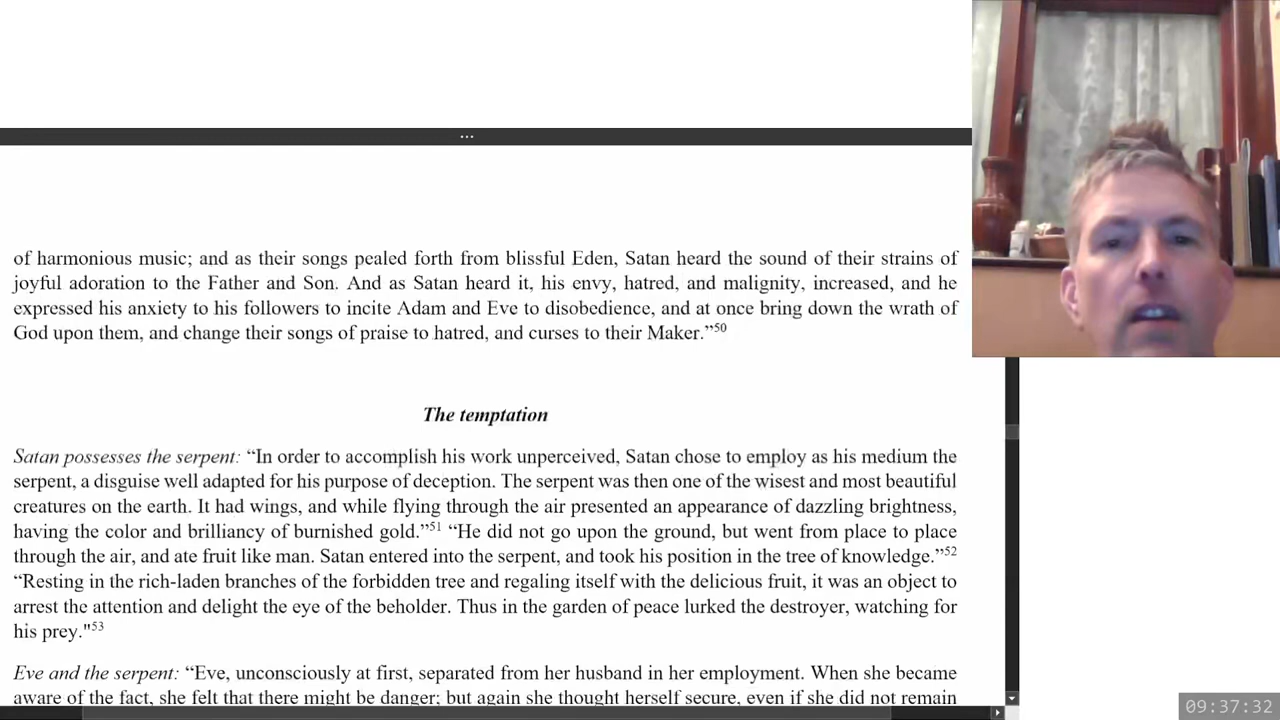 of harmonious music; and as their songs pealed forth from blissful Eden, Satan heard the sound of their strains of
joyful adoration to the Father and Son. And as Satan heard it, his envy, hatred, and malignity, increased, and he
expressed his anxiety to his followers to incite Adam and Eve to disobedience, and at once bring down the wrath of
God upon them, and change their songs of praise to hatred, and curses to their Maker.”50
The temptation
Satan possesses the serpent: “In order to accomplish his work unperceived, Satan chose to employ as his medium the
serpent, a disguise well adapted for his purpose of deception. The serpent was then one of the wisest and most beautiful
creatures on the earth. It had wings, and while flying through the air presented an appearance of dazzling brightness,
having the color and brilliancy of burnished gold.”51 “He did not go upon the ground, but went from place to place
through the air, and ate fruit like man. Satan entered into the serpent, and took his position in the tree of knowledge.”52
“Resting in the rich-laden branches of the forbidden tree and regaling itself with the delicious fruit, it was an object to
arrest the attention and delight the eye of the beholder. Thus in the garden of peace lurked the destroyer, watching for
his prey."53
Eve and the serpent: “Eve, unconsciously at first, separated from her husband in her employment. When she became
aware of the fact, she felt that there might be danger; but again she thought herself secure, even if she did not remain
09:37:32